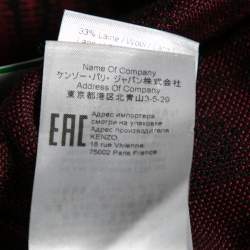 33% Laine / Wool /
Name Of Company
ケンゾー・パリ・ジャパン株式会社
Address Of Company
東京都港区北青山3-5-29
EAC
Адрес импортера
смотри на упаковке
Адрес производителя
KENZO,
18 rue Vivienne,
75002 Paris France